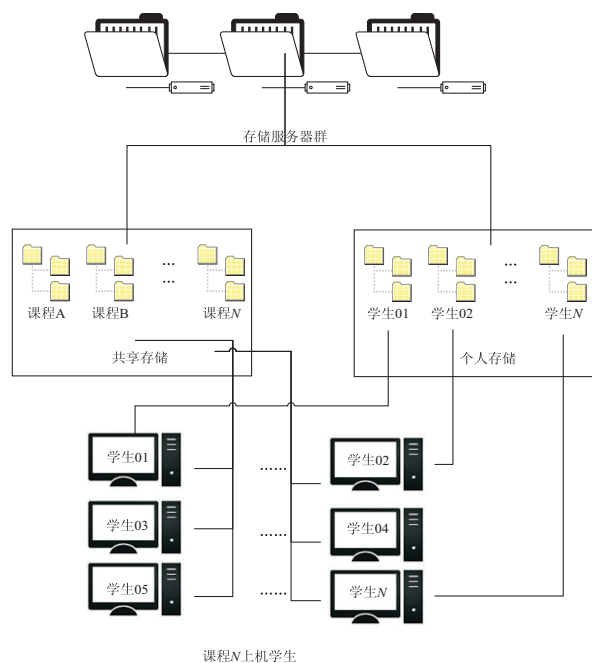 存储服务器群
课程A 课程B 课程N
... ...
共享存储
学生01 学生02 学生N
... ...
个人存储
学生01 ...... 学生02
学生03 ...... 学生04
学生05 ...... 学生N
课程N上机学生